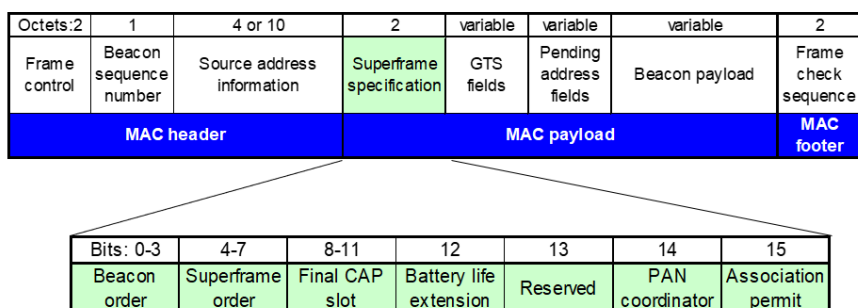 Octets:2 1 4 or 10 2 variable variable variable 2
Frame control Beacon sequence number Source address information Superframe specification GTS fields Pending address fields Beacon payload Frame check sequence
MAC header MAC payload MAC footer
Bits: 0-3 4-7 8-11 12 13 14 15
Beacon order Superframe order Final CAP slot Battery life extension Reserved PAN coordinator Association permit